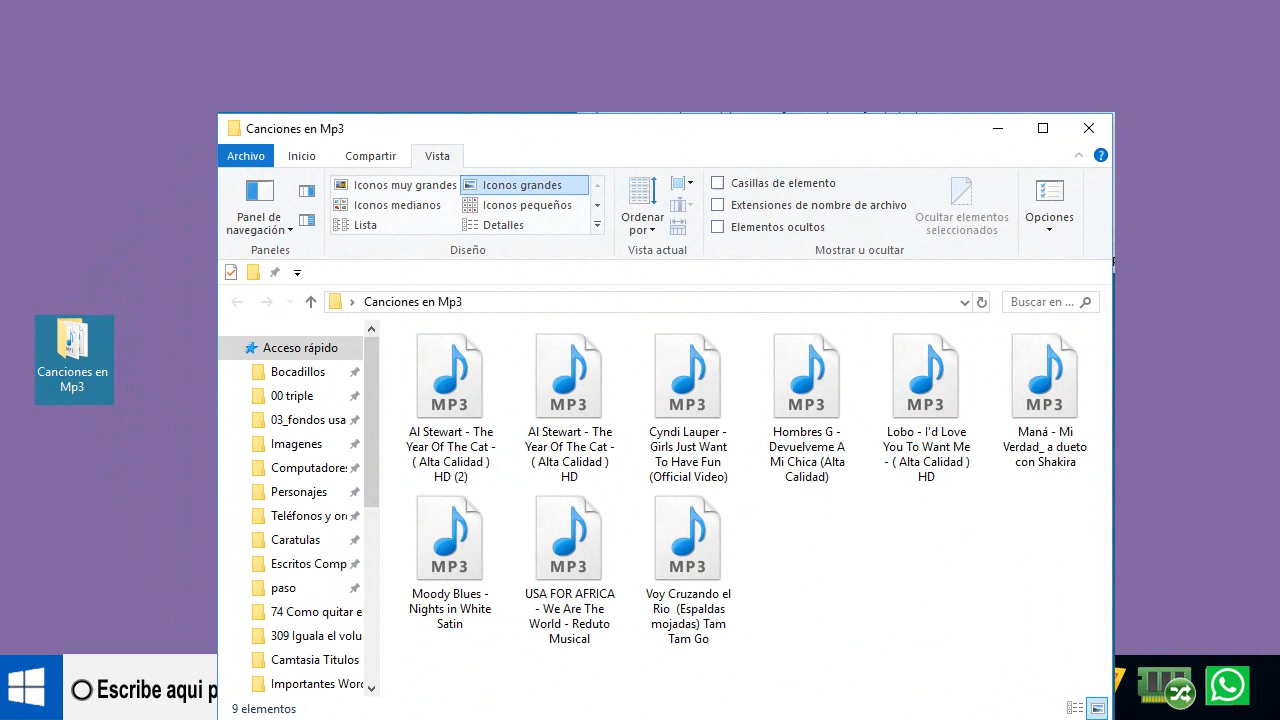 Canciones en Mp3
Archivo
Inicio
Compartir
Vista
?
Panel de
navegación
Paneles
Iconos muy grandes
Iconos grandes
Iconos medianos
Iconos pequeños
Lista
Detalles
Diseño
Ordenar
por
Vista actual
Casillas de elemento
Extensiones de nombre de archivo
Elementos ocultos
Ocultar elementos
seleccionados
Mostrar u ocultar
Opciones
Canciones en Mp3
Buscar en ...
Canciones en
Mp3
Acceso rápido
Bocadillos
00 triple
03_fondos usa
Imagenes
Computadores
Personajes
Teléfonos y or
Caratulas
Escritos Comp
paso
74 Como quitar e
309 Iguala el volu
Camtasia Titulos
Importantes Word
MP3
Al Stewart - The
Year Of The Cat -
( Alta Calidad )
HD (2)
MP3
Al Stewart - The
Year Of The Cat -
( Alta Calidad )
HD
MP3
Cyndi Lauper -
Girls Just Want
To Have Fun
(Official Video)
MP3
Hombres G -
Devuelveme A
Mi Chica (Alta
Calidad)
MP3
Lobo - I'd Love
You To Want Me
- ( Alta Calidad )
HD
MP3
Maná - Mi
Verdad_ a dueto
con Shakira
MP3
Moody Blues -
Nights in White
Satin
MP3
USA FOR AFRICA
- We Are The
World - Reduto
Musical
MP3
Voy Cruzando el
Rio (Espaldas
mojadas) Tam
Tam Go
Escribe aqui p
9 elementos